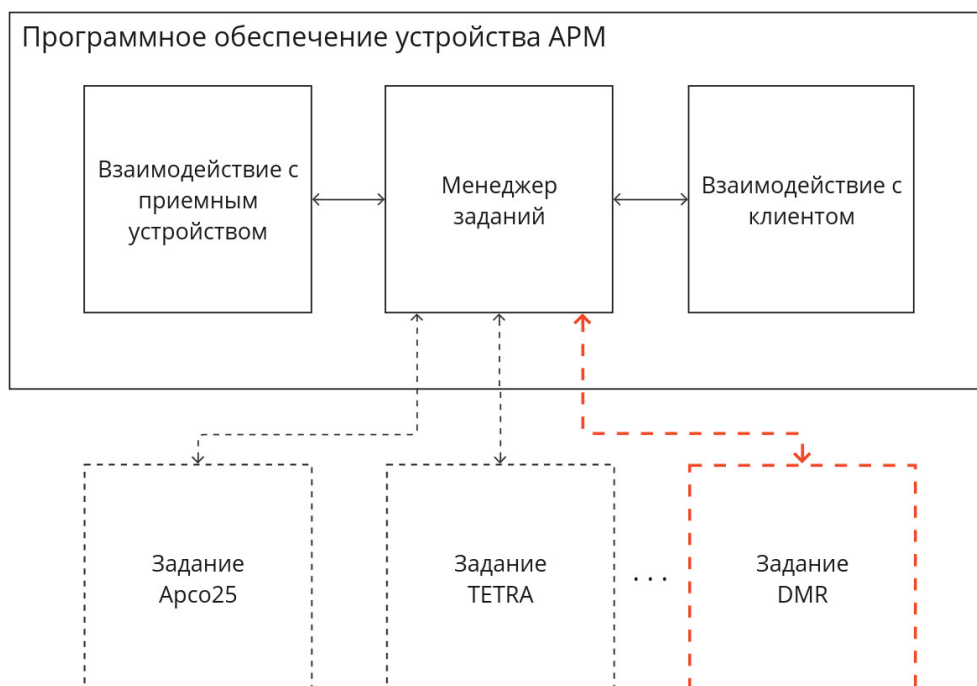 Программное обеспечение устройства АРМ
Взаимодействие с
приемным
устройством
Менеджер
заданий
Взаимодействие с
клиентом
Задание
Apco25
Задание
TETRA
...
Задание
DMR